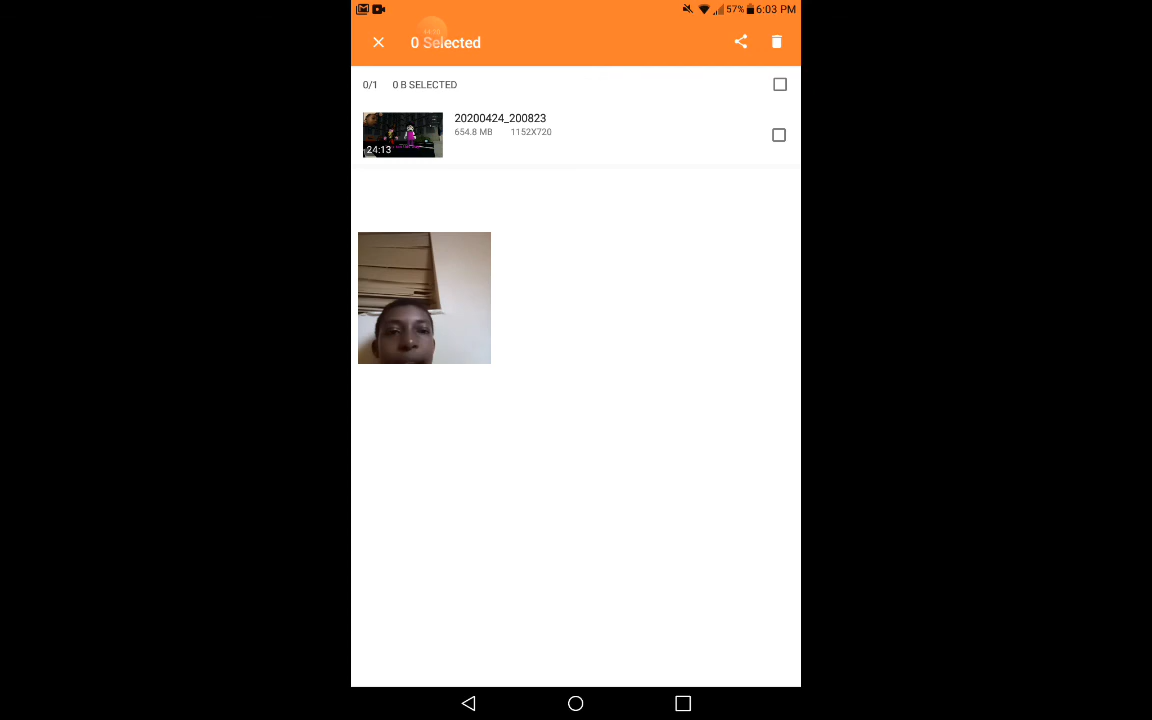 57% 6:03 PM
0 Selected
0/1 0 B SELECTED
20200424_200823
654.8 MB 1152X720
24:13